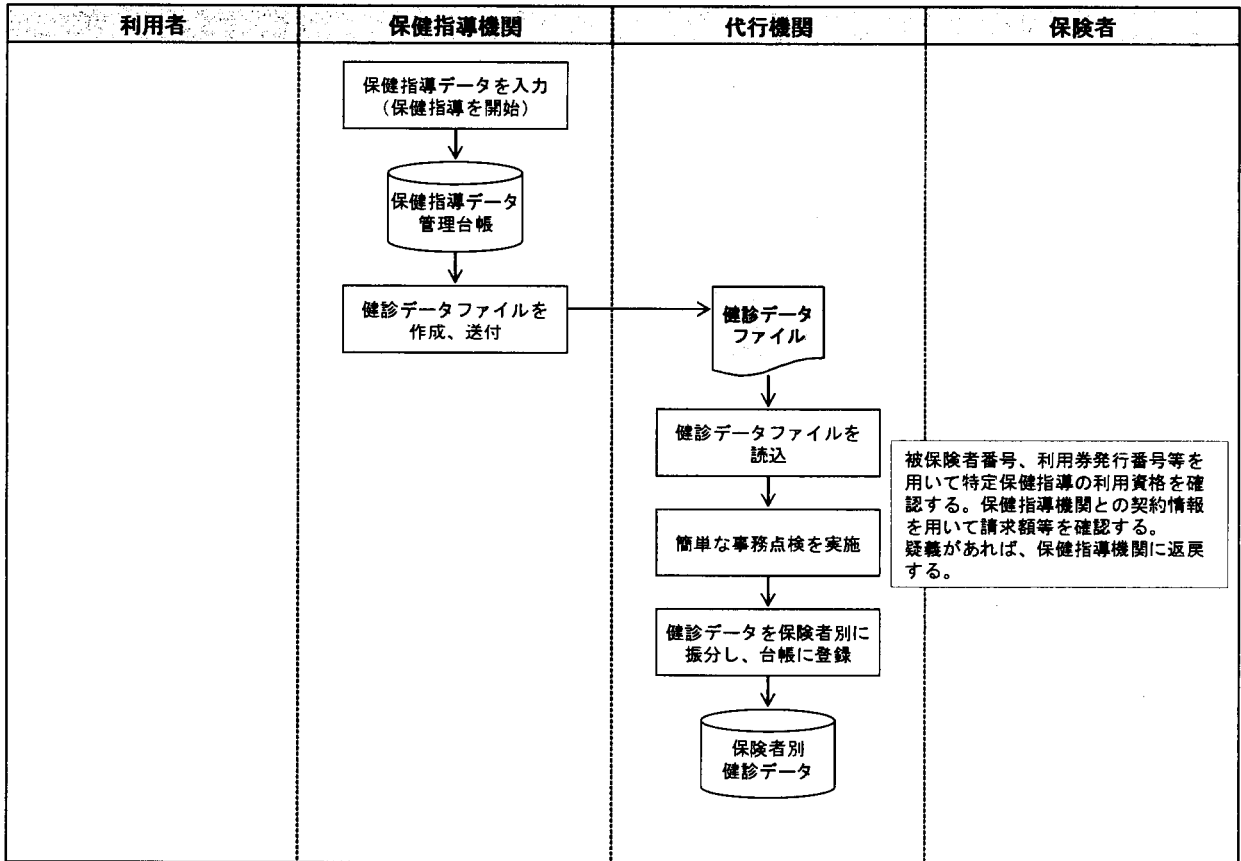 利用者
保健指導機関
代行機関
保険者
保健指導データを入力
(保健指導を開始)
保健指導データ
管理台帳
健診データファイルを
作成、送付
健診データ
ファイル
健診データファイルを
読込
簡単な事務点検を実施
被保険者番号、利用券発行番号等を
用いて特定保健指導の利用資格を確
認する。保健指導機関との契約情報
を用いて請求額等を確認する。
疑義があれば、保健指導機関に返戻
する。
健診データを保険者別に
振分し、台帳に登録
保険者別
健診データ